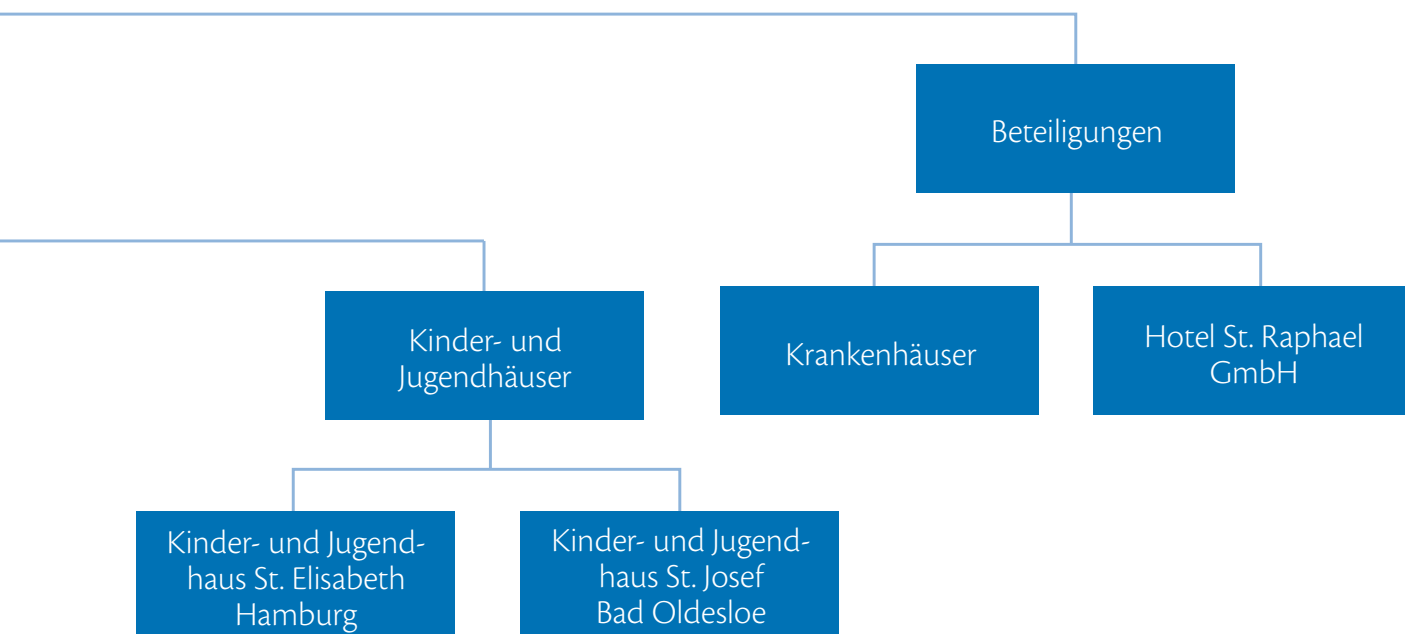 Beteiligungen
Kinder- und
Jugendhäuser
Krankenhäuser
Hotel St. Raphael
GmbH
Kinder- und Jugend-
haus St. Elisabeth
Hamburg
Kinder- und Jugend-
haus St. Josef
Bad Oldesloe